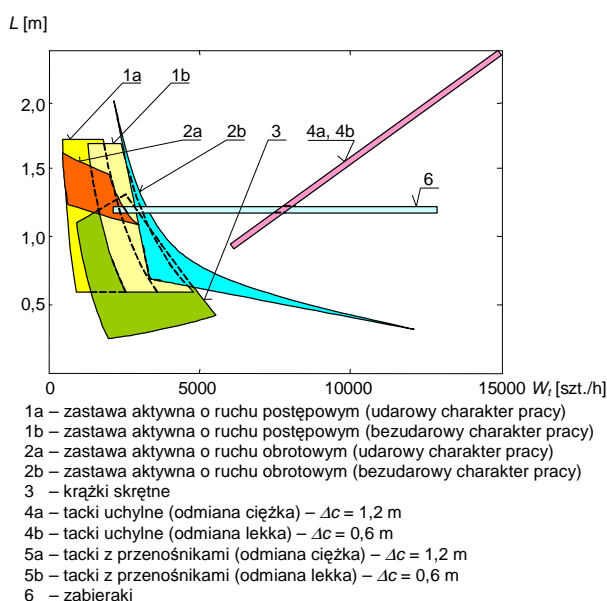 L [m]
1a 1b
2a 2b 3 4a, 4b
6
2,0
1,5
1,0
0,5
0 5000 10000 15000 Wt [szt./h]
1a – zastawa aktywna o ruchu postępowym (udarowy charakter pracy)
1b – zastawa aktywna o ruchu postępowym (bezudarowy charakter pracy)
2a – zastawa aktywna o ruchu obrotowym (udarowy charakter pracy)
2b – zastawa aktywna o ruchu obrotowym (bezudarowy charakter pracy)
3 – krążki skrętne
4a – tacki uchylne (odmiana ciężka) – Δc = 1,2 m
4b – tacki uchylne (odmiana lekka) – Δc = 0,6 m
5a – tacki z przenośnikami (odmiana ciężka) – Δc = 1,2 m
5b – tacki z przenośnikami (odmiana lekka) – Δc = 0,6 m
6 – zabieraki